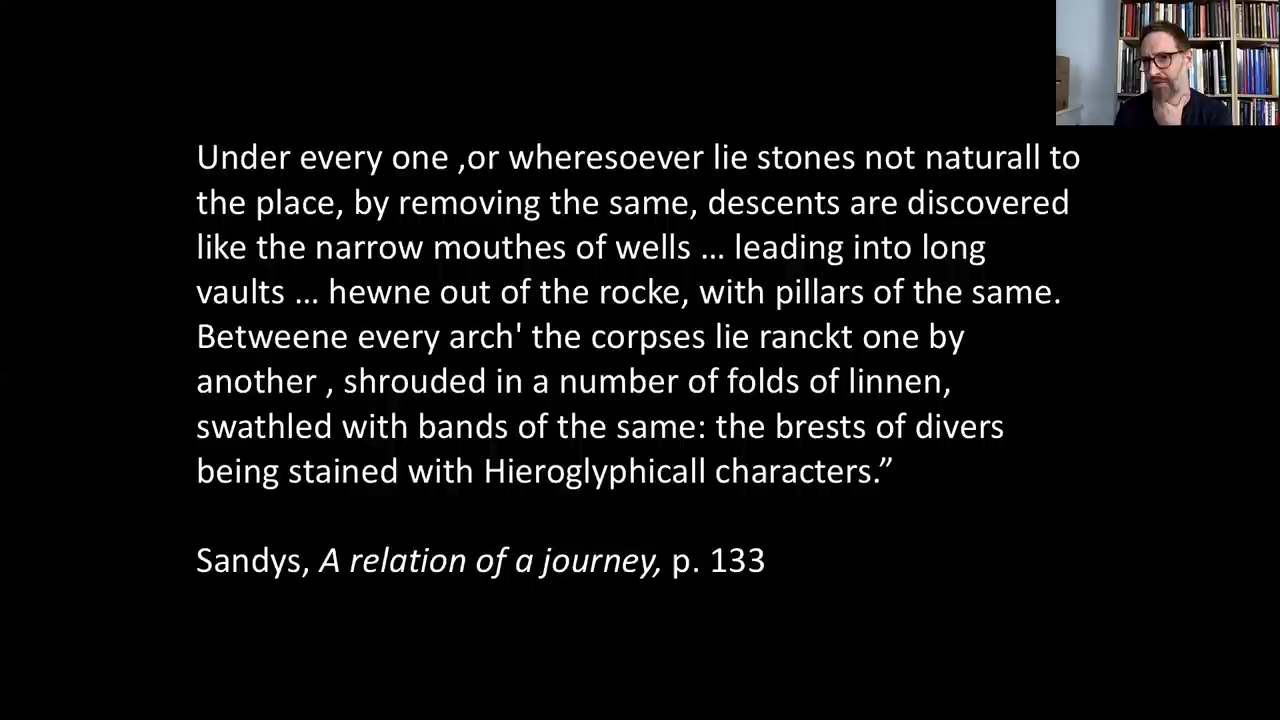 Under every one ,or wheresoever lie stones not naturall to
the place, by removing the same, descents are discovered
like the narrow mouthes of wells … leading into long
vaults … hewne out of the rocke, with pillars of the same.
Betweene every arch' the corpses lie ranckt one by
another , shrouded in a number of folds of linnen,
swathled with bands of the same: the brests of divers
being stained with Hieroglyphicall characters.”
Sandys, A relation of a journey, p. 133